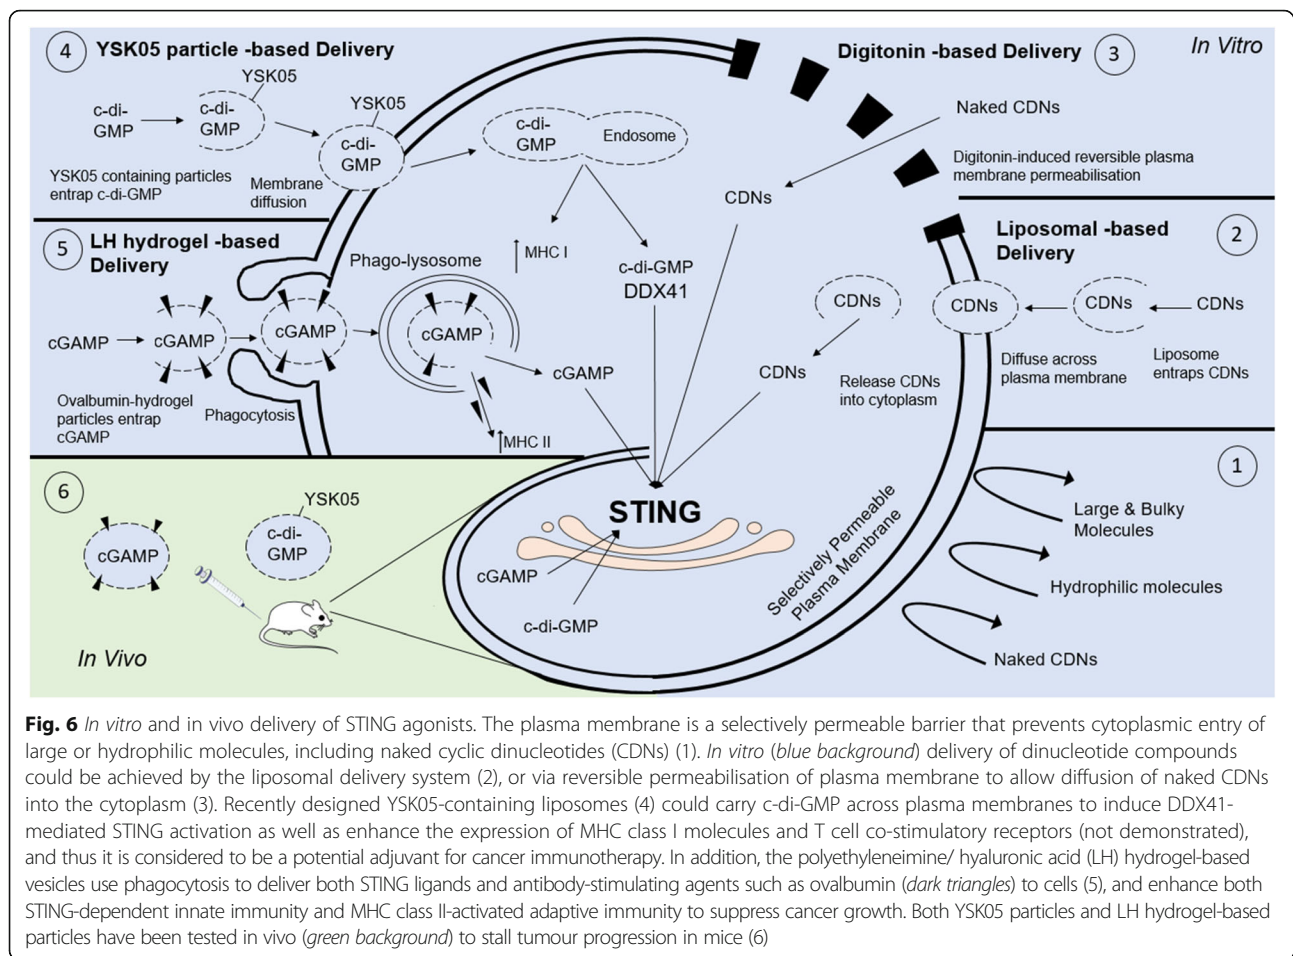 4
YSK05 particle -based Delivery
YSK05
c-di-
GMP
c-di-
GMP
YSK05
c-di-
GMP
YSK05 containing particles
entrap c-di-GMP
Membrane
diffusion
c-di-
GMP
Endosome
MHC I
c-di-GMP
DDX41
Digitonin -based Delivery
3
In Vitro
Naked CDNs
Digitonin-induced reversible plasma
membrane permeabilisation
CDNs
5
LH hydrogel -based
Delivery
cGAMP
cGAMP
cGAMP
Phago-lysosome
cGAMP
cGAMP
Ovalbumin-hydrogel
particles entrap
cGAMP
Phagocytosis
MHC II
Liposomal -based
Delivery
2
CDNs
CDNs
CDNs
CDNs
CDNs
Release CDNs
into cytoplasm
Diffuse across
plasma membrane
Liposome
entraps CDNs
6
YSK05
cGAMP
c-di-
GMP
In Vivo
STING
cGAMP
c-di-GMP
Selectively Permeable
Plasma Membrane
1
Large & Bulky
Molecules
Hydrophilic molecules
Naked CDNs
Fig. 6 In vitro and in vivo delivery of STING agonists. The plasma membrane is a selectively permeable barrier that prevents cytoplasmic entry of
large or hydrophilic molecules, including naked cyclic dinucleotides (CDNs) (1). In vitro (blue background) delivery of dinucleotide compounds
could be achieved by the liposomal delivery system (2), or via reversible permeabilisation of plasma membrane to allow diffusion of naked CDNs
into the cytoplasm (3). Recently designed YSK05-containing liposomes (4) could carry c-di-GMP across plasma membranes to induce DDX41-
mediated STING activation as well as enhance the expression of MHC class I molecules and T cell co-stimulatory receptors (not demonstrated),
and thus it is considered to be a potential adjuvant for cancer immunotherapy. In addition, the polyethyleneimine/ hyaluronic acid (LH) hydrogel-based
vesicles use phagocytosis to deliver both STING ligands and antibody-stimulating agents such as ovalbumin (dark triangles) to cells (5), and enhance both
STING-dependent innate immunity and MHC class II-activated adaptive immunity to suppress cancer growth. Both YSK05 particles and LH hydrogel-based
particles have been tested in vivo (green background) to stall tumour progression in mice (6)